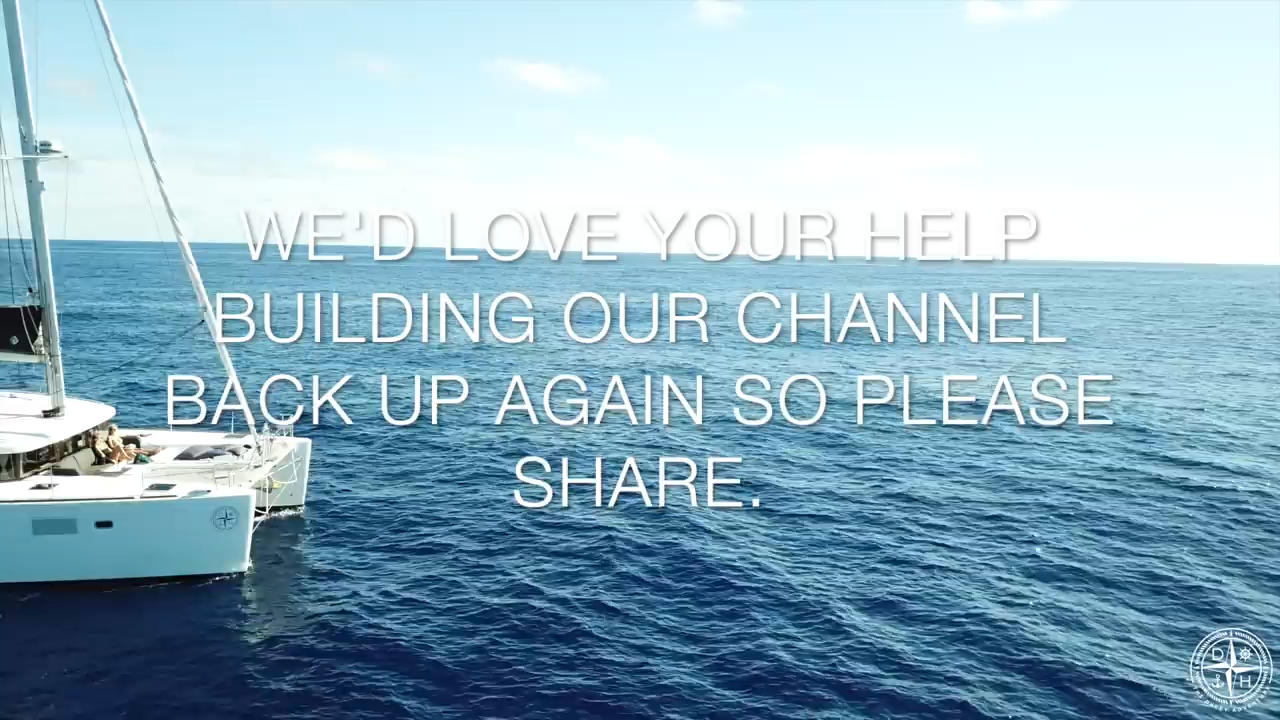 WE'D LOVE YOUR HELP
BUILDING OUR CHANNEL
BACK UP AGAIN SO PLEASE
SHARE.
D
H